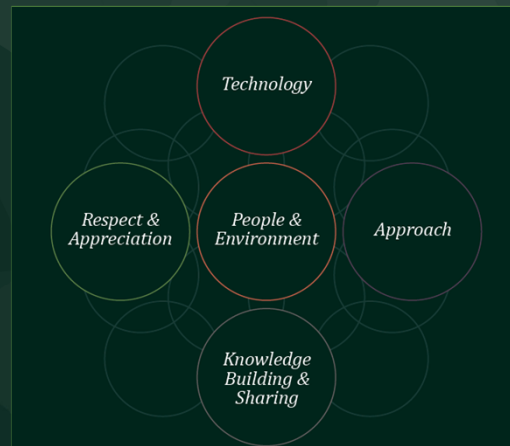 Technology
Respect &
Appreciation
People &
Environment
Approach
Knowledge
Building &
Sharing